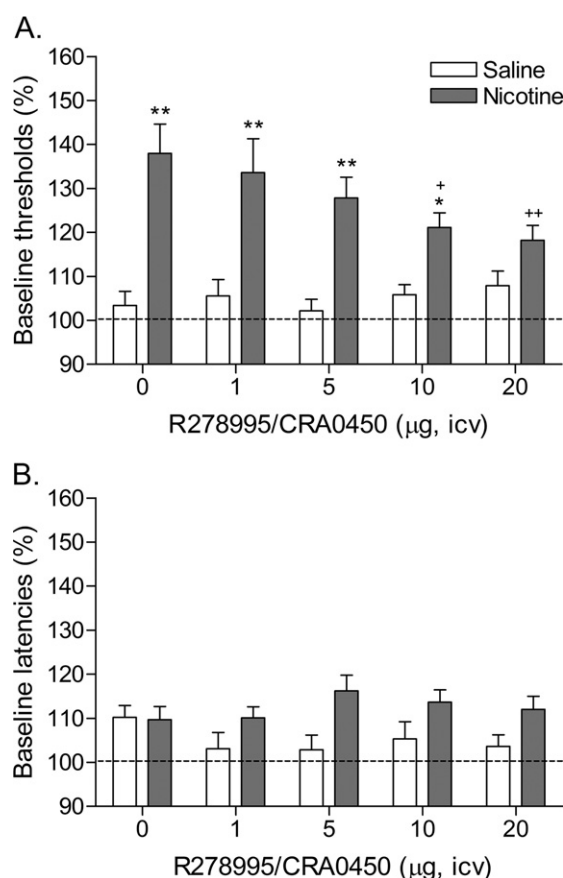 A.
Baseline thresholds (%)
160
150
140
130
120
110
100
90
Saline
Nicotine
**
**
**
+
*
++
0 1 5 10 20
R278995/CRA0450 (μg, icv)
B.
Baseline latencies (%)
160
150
140
130
120
110
100
90
0 1 5 10 20
R278995/CRA0450 (μg, icv)